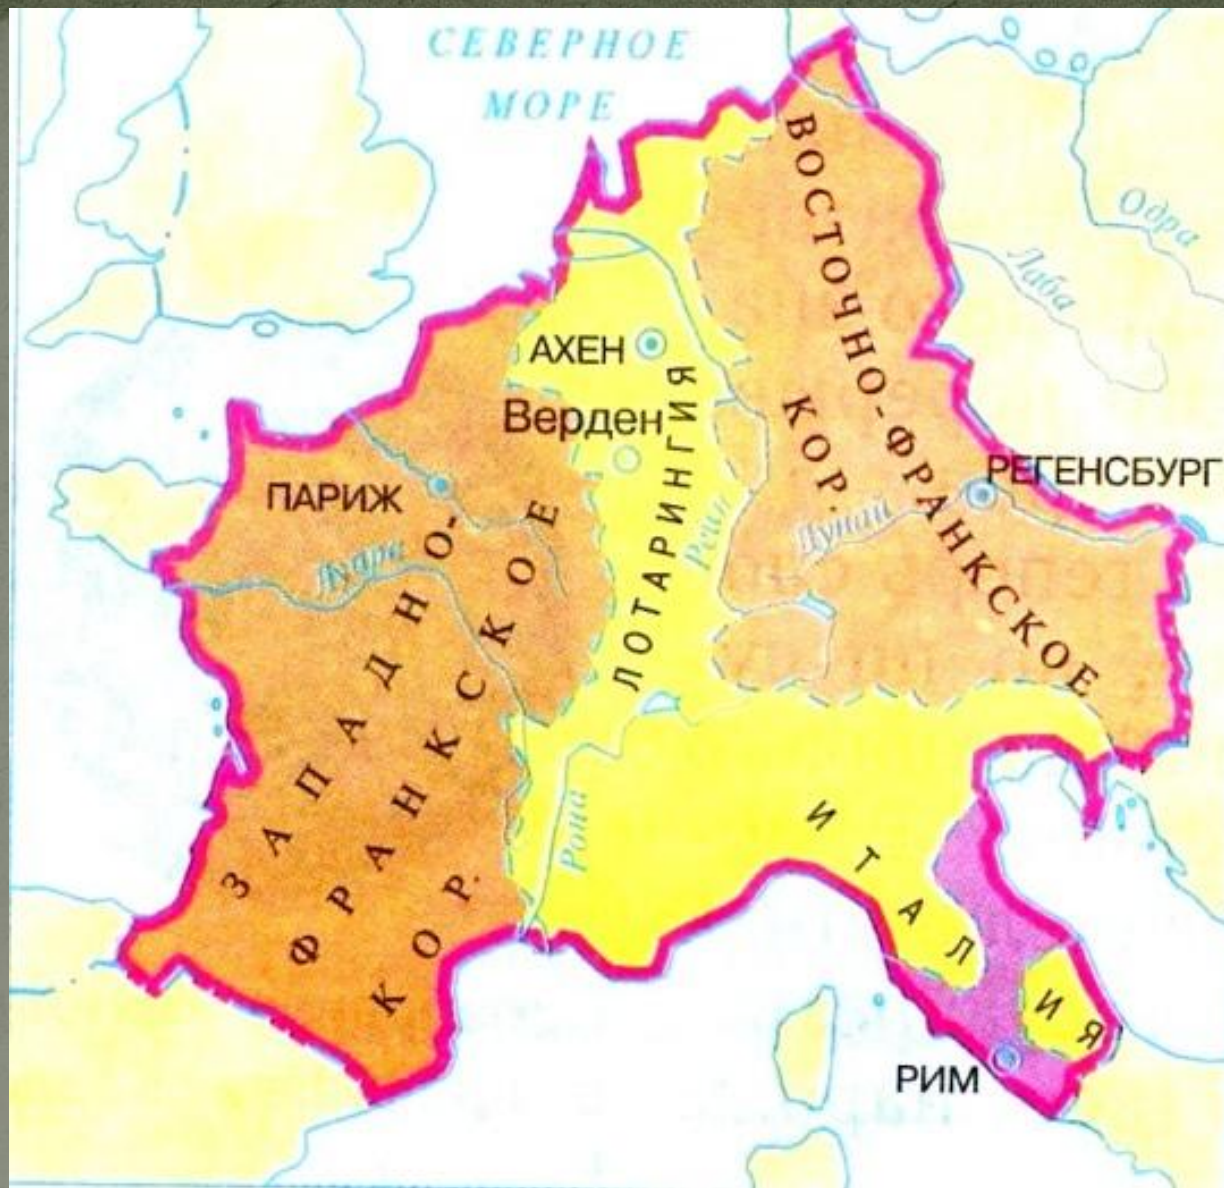 СЕВЕРНОЕ
МОРЕ
ВОСТОЧНО-ФРАНКСКОЕ
КОР.
Одра
Лаба
АХЕН
Верден
ЛОТАРИНГИЯ
ПАРИЖ
РЕГЕНСБУРГ
Рейн
Дунай
Луара
ЗАПАДНО-
ФРАНКСКОЕ
КОР.
Рона
ИТАЛИЯ
РИМ